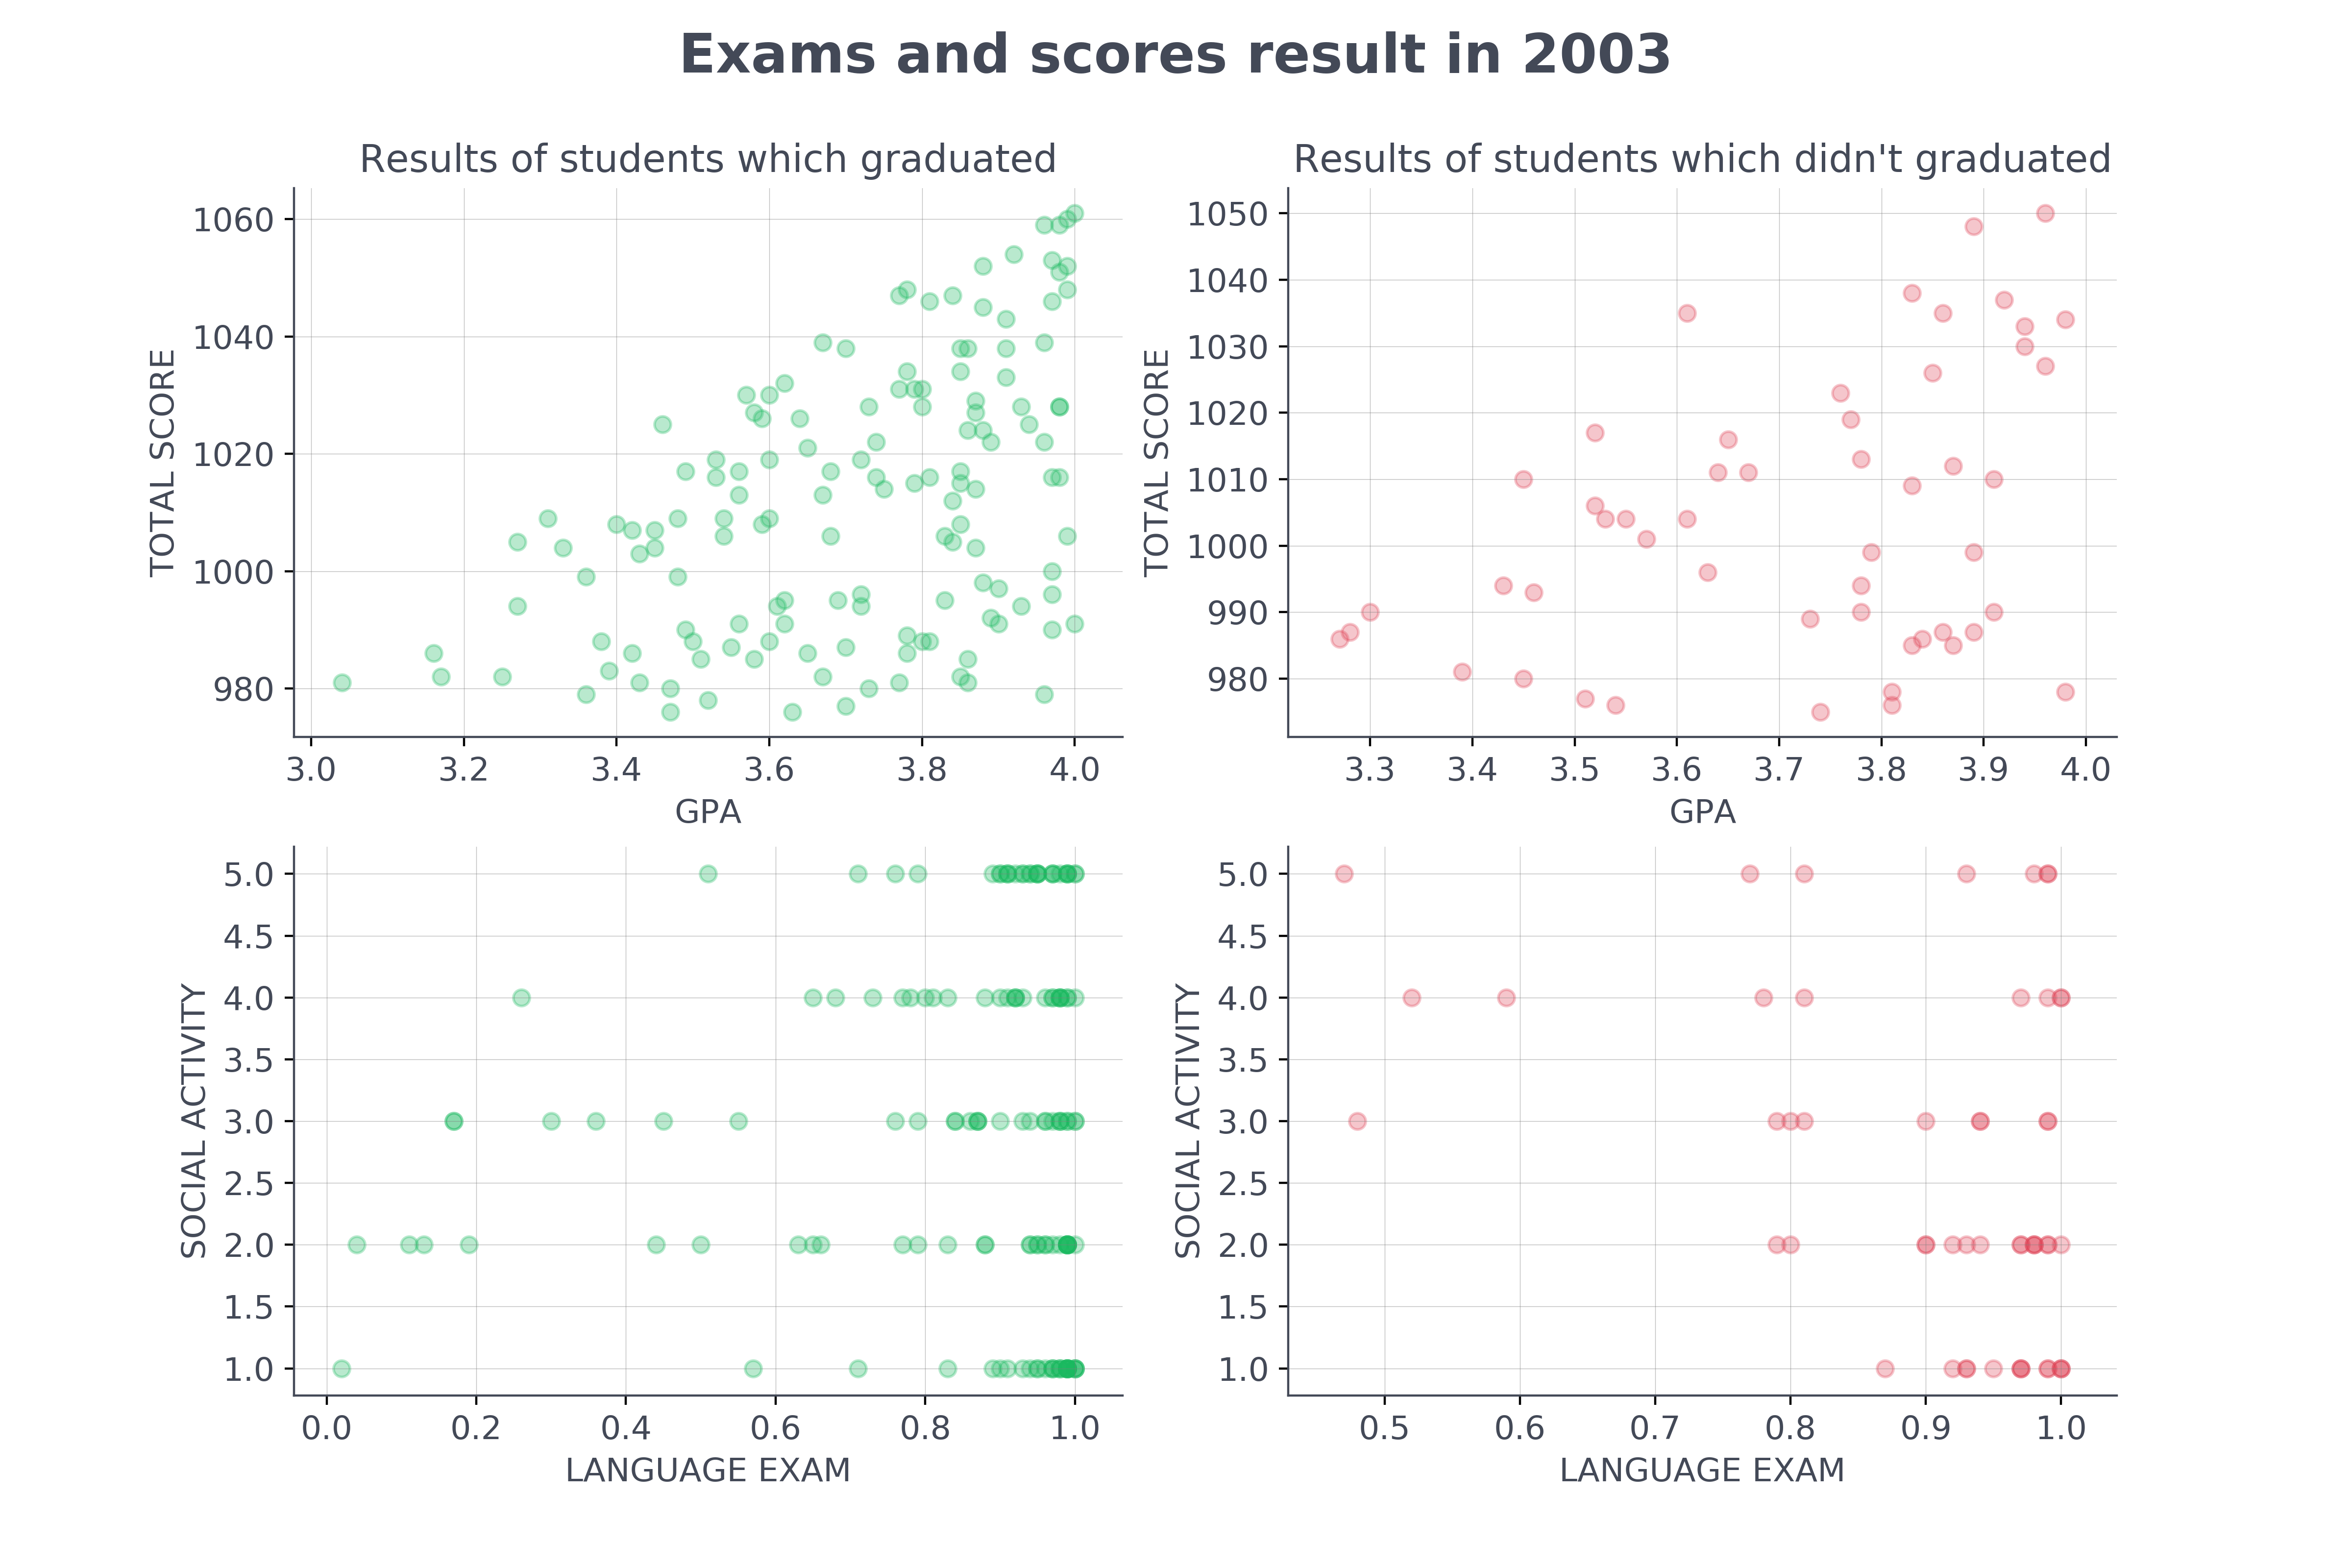 Exams and scores result in 2003
Results of students which graduated
1060
1040
1020
1000
980
TOTAL SCORE
3.0 3.2 3.4 3.6 3.8 4.0
GPA
Results of students which didn't graduated
1050
1040
1030
1020
1010
1000
990
980
TOTAL SCORE
3.3 3.4 3.5 3.6 3.7 3.8 3.9 4.0
GPA
5.0
4.5
4.0
3.5
3.0
2.5
2.0
1.5
1.0
SOCIAL ACTIVITY
0.0 0.2 0.4 0.6 0.8 1.0
LANGUAGE EXAM
5.0
4.5
4.0
3.5
3.0
2.5
2.0
1.5
1.0
SOCIAL ACTIVITY
0.5 0.6 0.7 0.8 0.9 1.0
LANGUAGE EXAM